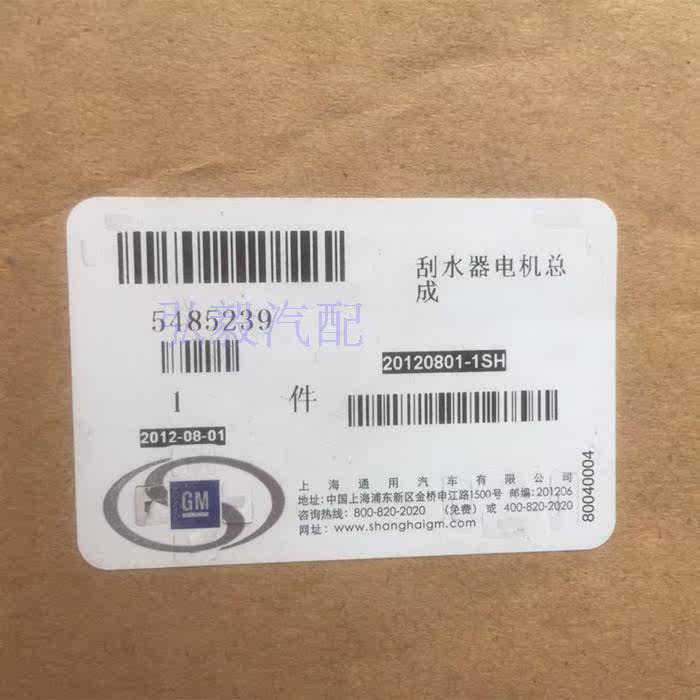 刮水器电机总
成
5485239
弘毅汽配
20120801-1SH
1 件
2012-08-01
GM
上海通用汽车有限公司
地址:中国上海浦东新区金桥申江路1500号 邮编:201206
咨询热线: 800-820-2020 (免费) 或 400-820-2020
网址: www.shanghaigm.com
80040004